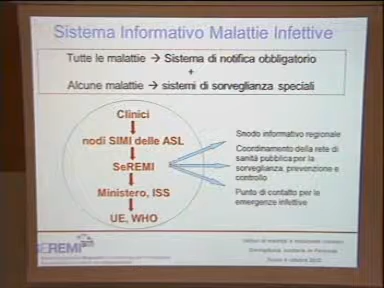 Sistema Informativo Malattie Infettive
Tutte le malattie → Sistema di notifica obbligatorio
+
Alcune malattie → sistemi di sorveglianza speciali
Clinici
nodi SIMI delle ASL
SeREMI
Ministero, ISS
UE, WHO
Snodo informativo regionale
Coordinamento della rete di
sanità pubblica per la
sorveglianza, prevenzione e
controllo
Punto di contatto per le
emergenze infettive
SEREMI